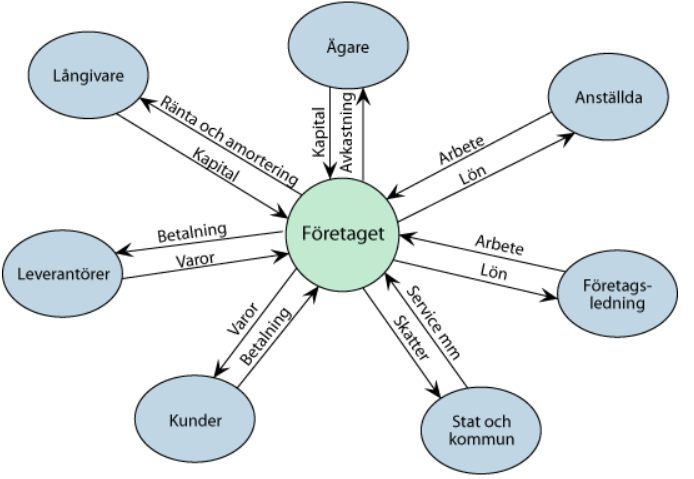 Ägare
Långivare
Anställda
Ränta och amortering
Kapital
Kapital
Avkastning
Arbete
Lön
Företaget
Betalning
Varor
Leverantörer
Arbete
Lön
Företags-
ledning
Varor
Betalning
Service mm
Skatter
Kunder
Stat och
kommun